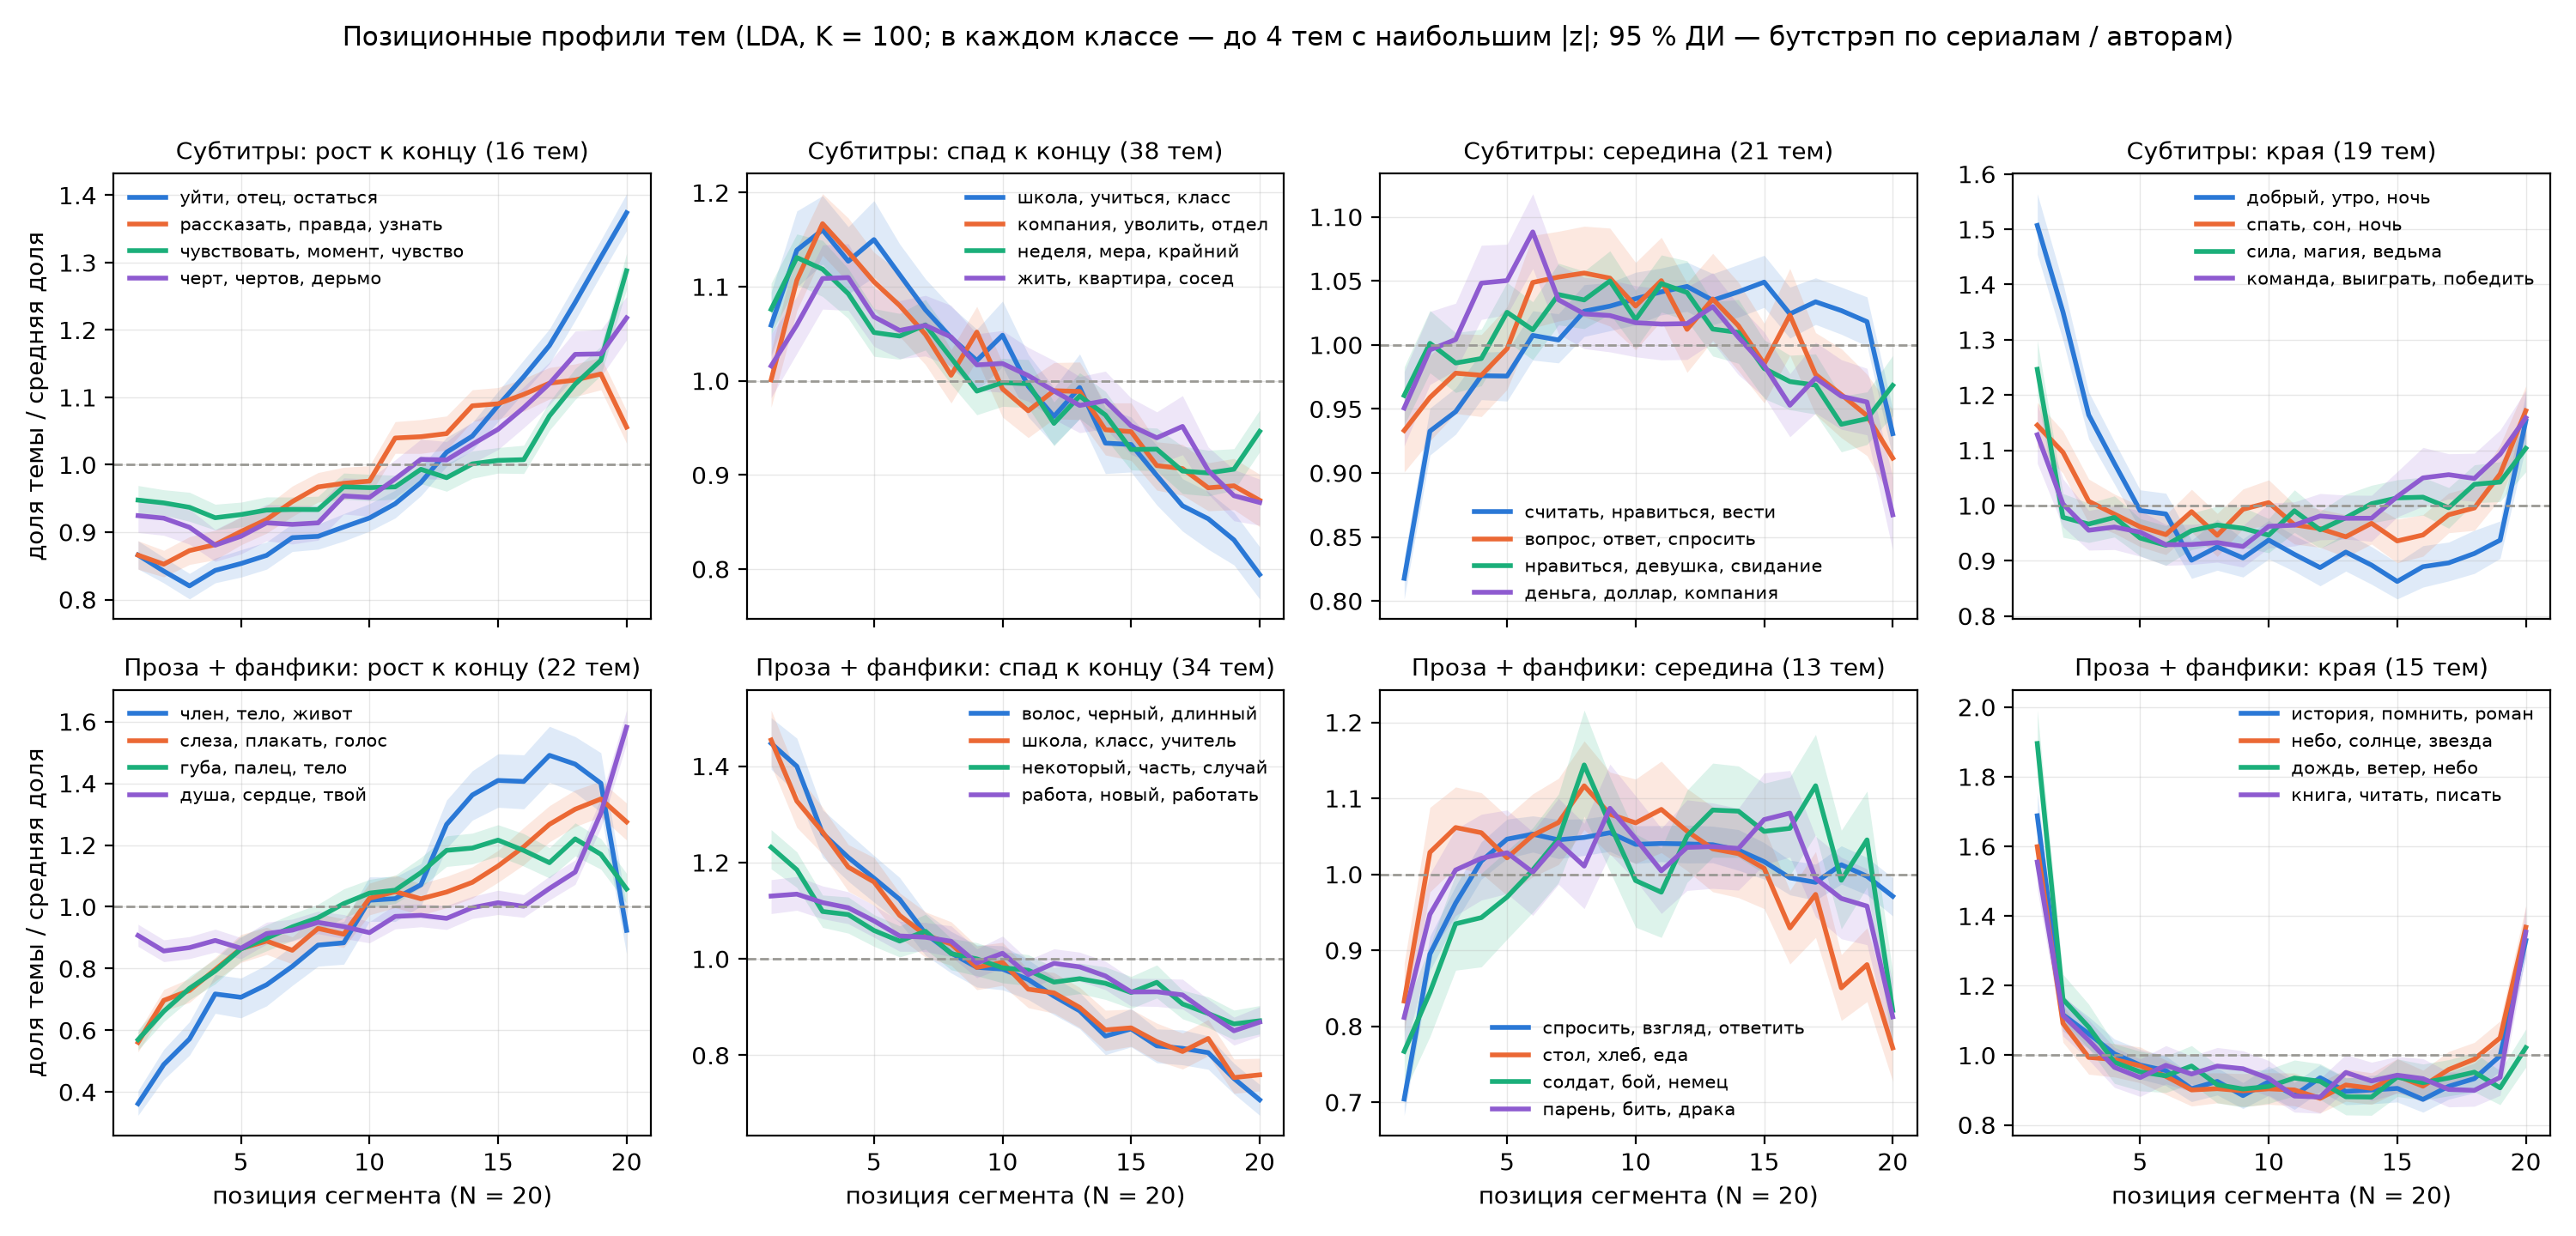 Позиционные профили тем (LDA, K = 100; в каждом классе — до 4 тем с наибольшим |z|; 95 % ДИ — бутстрэп по сериалам / авторам)
Субтитры: рост к концу (16 тем)
доля темы / средняя доля
1.4
1.3
1.2
1.1
1.0
0.9
0.8
уйти, отец, остаться
рассказать, правда, узнать
чувствовать, момент, чувство
черт, чертов, дерьмо
Субтитры: спад к концу (38 тем)
1.2
1.1
1.0
0.9
0.8
школа, учиться, класс
компания, уволить, отдел
неделя, мера, крайний
жить, квартира, сосед
Субтитры: середина (21 тем)
1.10
1.05
1.00
0.95
0.90
0.85
0.80
считать, нравиться, вести
вопрос, ответ, спросить
нравиться, девушка, свидание
деньга, доллар, компания
Субтитры: края (19 тем)
1.6
1.5
1.4
1.3
1.2
1.1
1.0
0.9
0.8
добрый, утро, ночь
спать, сон, ночь
сила, магия, ведьма
команда, выиграть, победить
Проза + фанфики: рост к концу (22 тем)
доля темы / средняя доля
1.6
1.4
1.2
1.0
0.8
0.6
0.4
член, тело, живот
слеза, плакать, голос
губа, палец, тело
душа, сердце, твой
5 10 15 20
позиция сегмента (N = 20)
Проза + фанфики: спад к концу (34 тем)
1.4
1.2
1.0
0.8
волос, черный, длинный
школа, класс, учитель
некоторый, часть, случай
работа, новый, работать
5 10 15 20
позиция сегмента (N = 20)
Проза + фанфики: середина (13 тем)
1.2
1.1
1.0
0.9
0.8
0.7
спросить, взгляд, ответить
стол, хлеб, еда
солдат, бой, немец
парень, бить, драка
5 10 15 20
позиция сегмента (N = 20)
Проза + фанфики: края (15 тем)
2.0
1.8
1.6
1.4
1.2
1.0
0.8
история, помнить, роман
небо, солнце, звезда
дождь, ветер, небо
книга, читать, писать
5 10 15 20
позиция сегмента (N = 20)